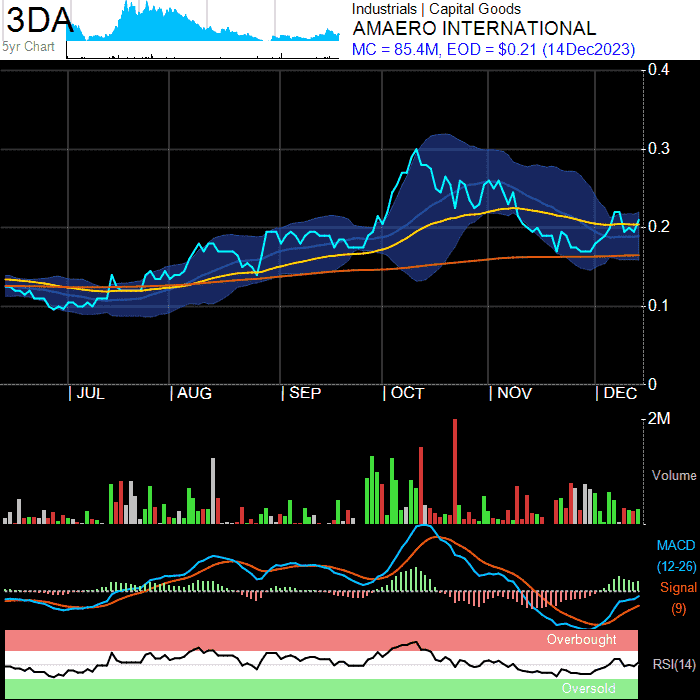 3DA
5yr Chart
Industrials | Capital Goods
AMAERO INTERNATIONAL
MC = 85.4M, EOD = $0.21 (14Dec2023)
0.4
0.3
0.2
0.1
0
JUL
AUG
SEP
OCT
NOV
DEC
2M
Volume
MACD
(12-26)
Signal
(9)
Overbought
RSI(14)
Oversold